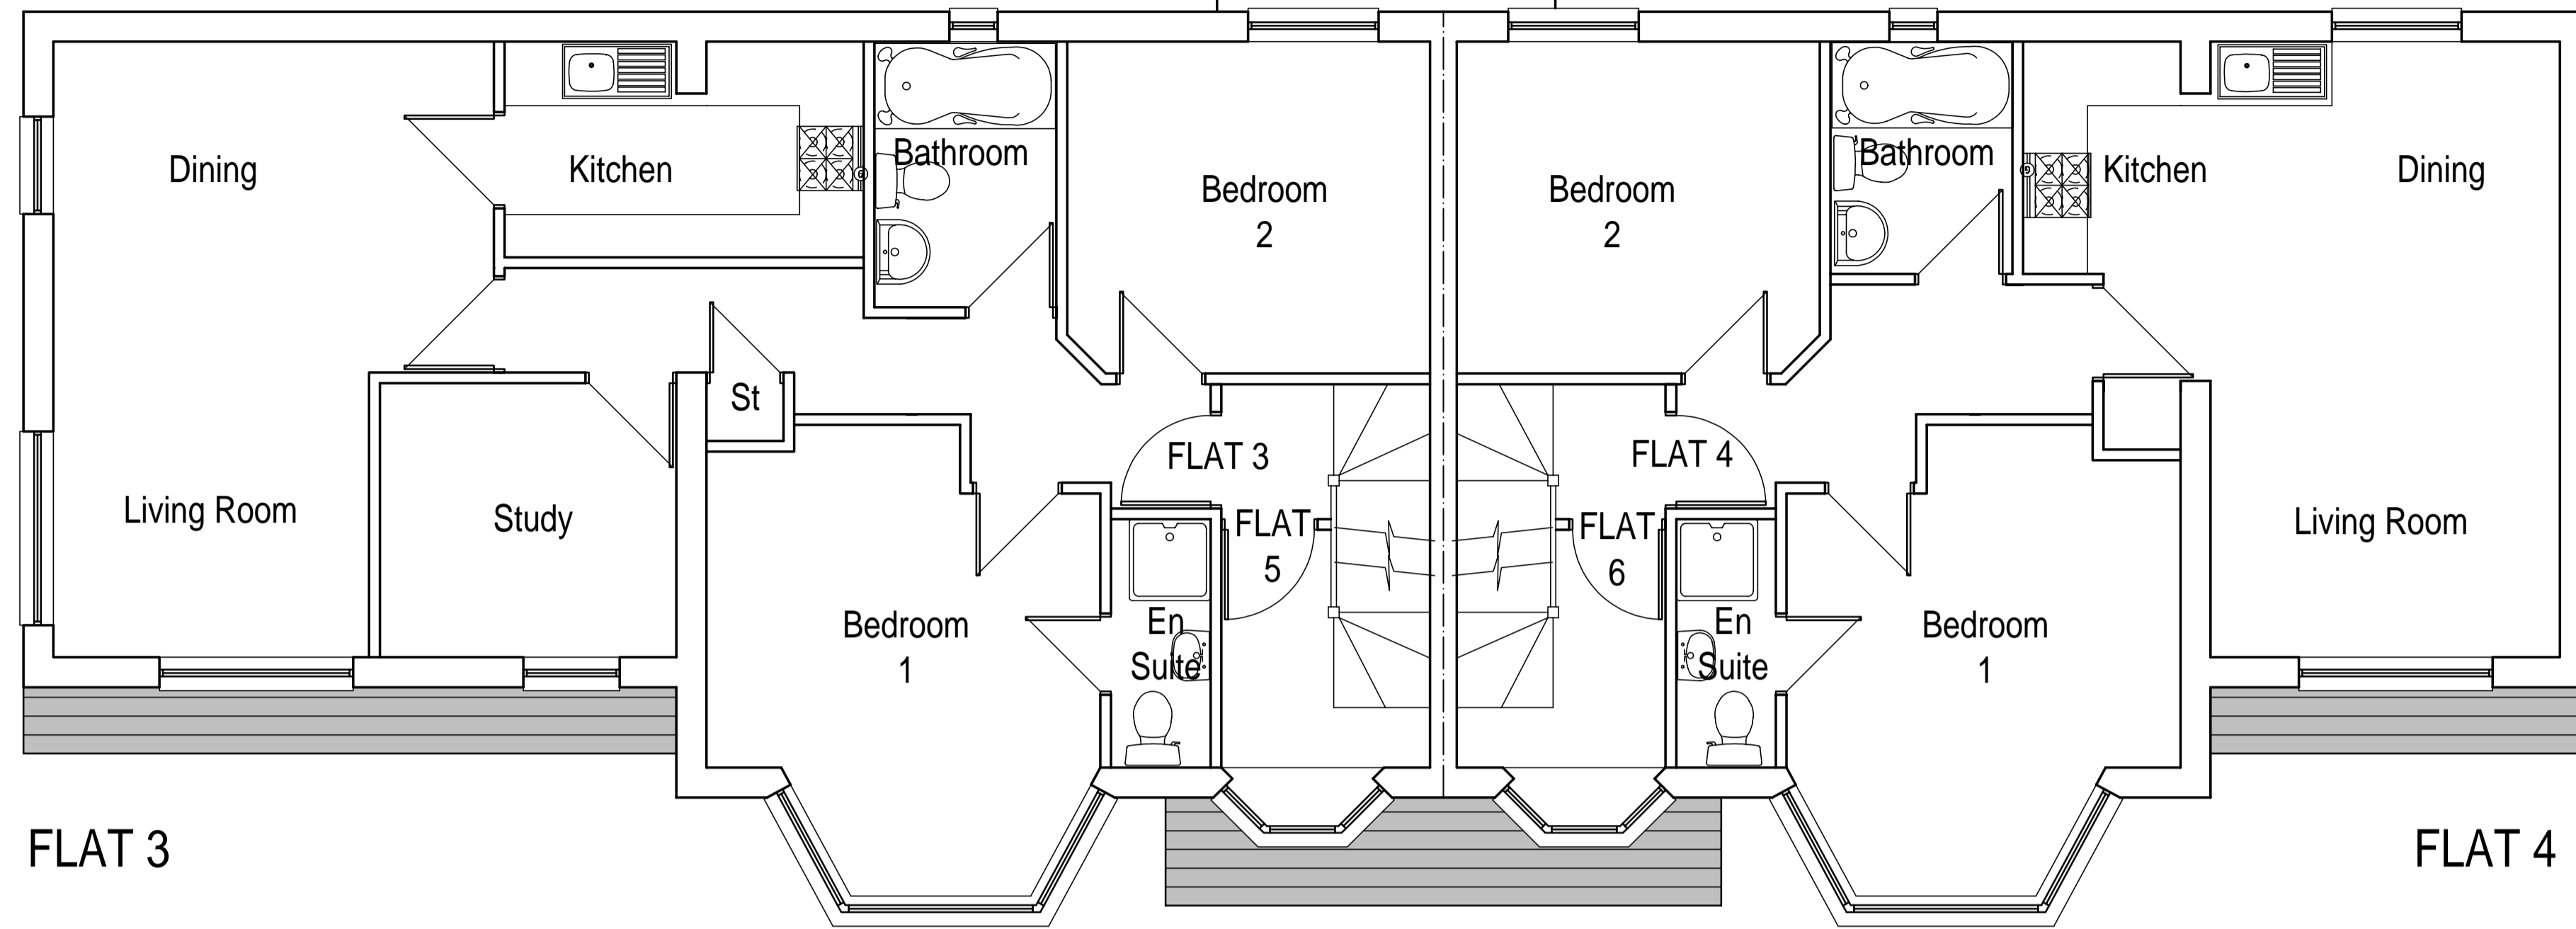 Dining
Kitchen
Bathroom
Bedroom
2
Bedroom
2
Bathroom
Kitchen
Dining
St
FLAT 3
FLAT 4
Living Room
Study
FLAT
5
FLAT
6
Living Room
Bedroom
1
En
Suite
En
Suite
Bedroom
1
FLAT 3
FLAT 4